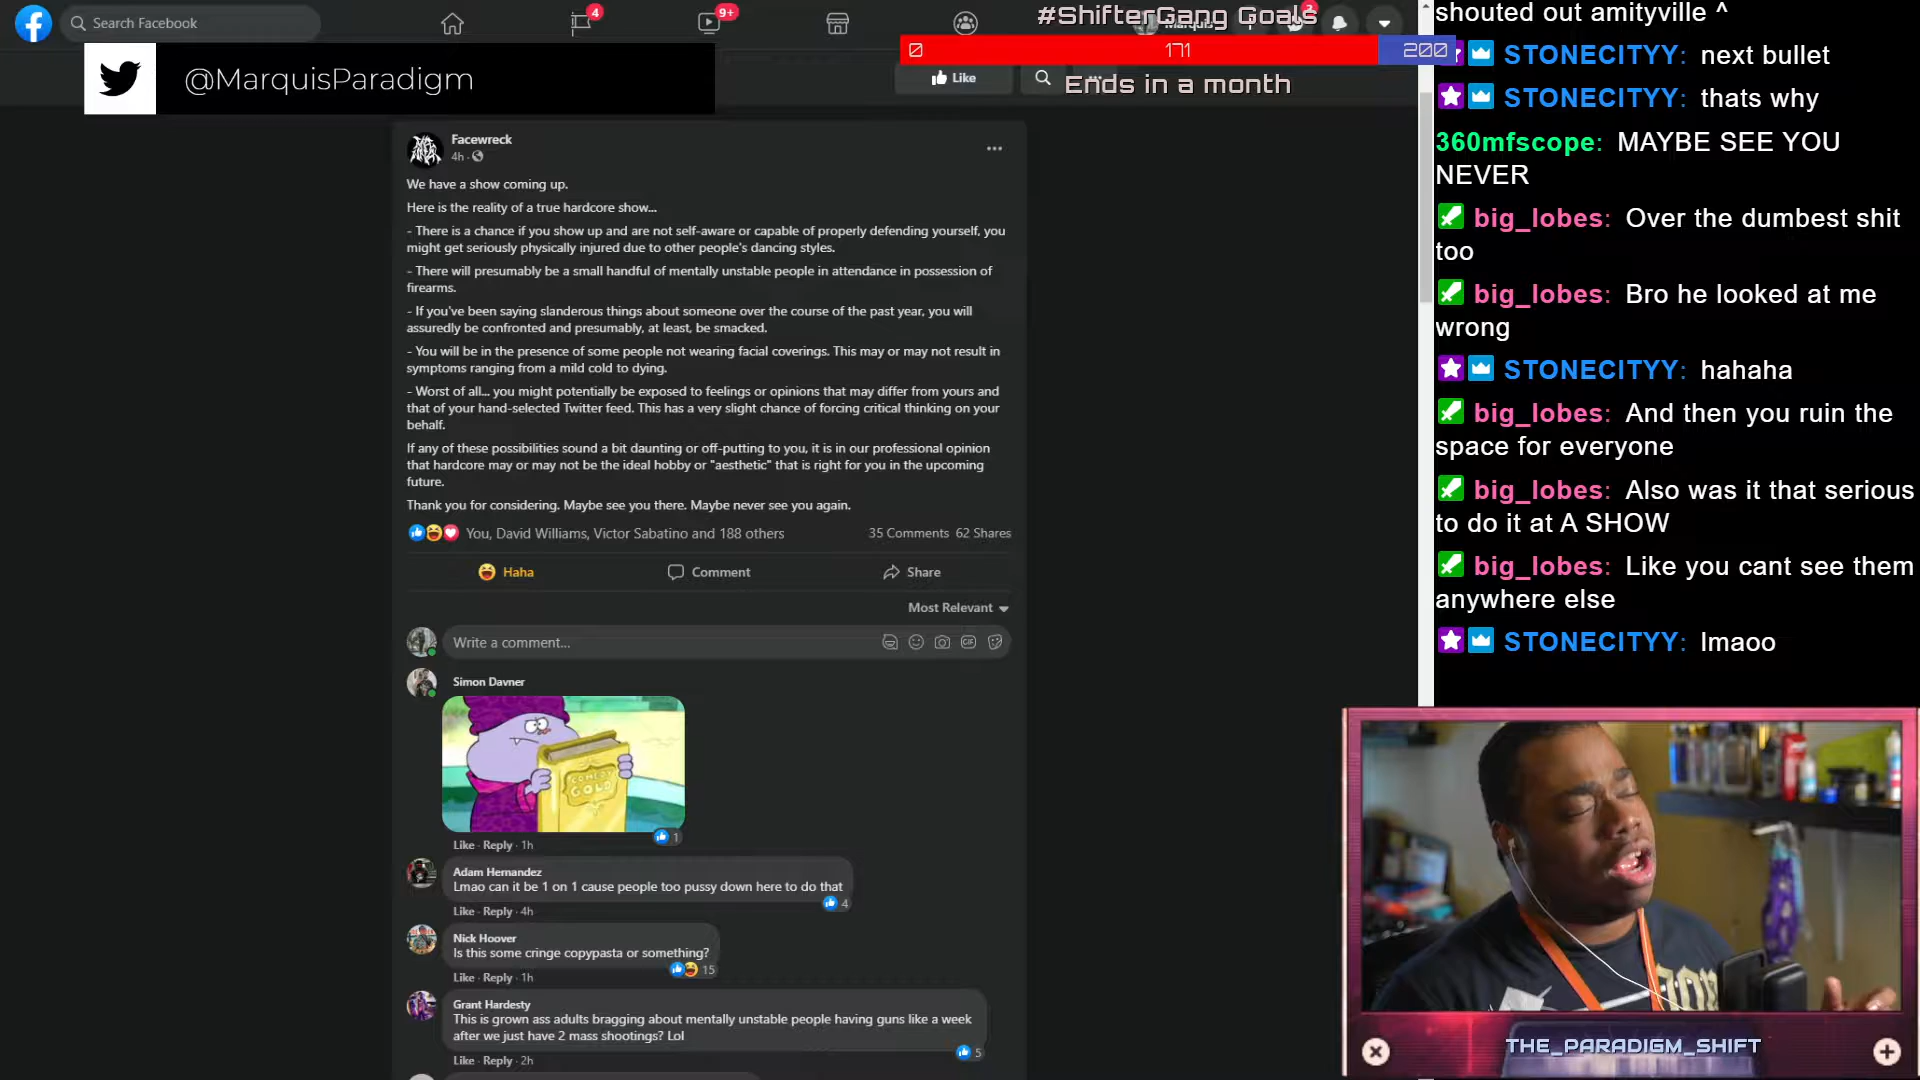 Search Facebook
4
9+
@MarquisParadigm
#ShifterGang Goals
0
171
200
Ends in a month
Like
Facewreck
4h ·
We have a show coming up.
Here is the reality of a true hardcore show...
- There is a chance if you show up and are not self-aware or capable of properly defending yourself, you
might get seriously physically injured due to other people's dancing styles.
- There will presumably be a small handful of mentally unstable people in attendance in possession of
firearms.
- If you've been saying slanderous things about someone over the course of the past year, you will
assuredly be confronted and presumably, at least, be smacked.
- You will be in the presence of some people not wearing facial coverings. This may or may not result in
symptoms ranging from a mild cold to dying.
- Worst of all... you might potentially be exposed to feelings or opinions that may differ from yours and
that of your hand-selected Twitter feed. This has a very slight chance of forcing critical thinking on your
behalf.
If any of these possibilities sound a bit daunting or off-putting to you, it is in our professional opinion
that hardcore may or may not be the ideal hobby or "aesthetic" that is right for you in the upcoming
future.
Thank you for considering. Maybe see you there. Maybe never see you again.
You, David Williams, Victor Sabatino and 188 others
35 Comments 62 Shares
Haha
Comment
Share
Most Relevant
Write a comment...
GIF
Simon Davner
COMEDY
GOLD
1
Like · Reply · 1h
Adam Hernandez
Lmao can it be 1 on 1 cause people too pussy down here to do that
4
Like · Reply · 4h
Nick Hoover
Is this some cringe copypasta or something?
15
Like · Reply · 1h
Grant Hardesty
This is grown ass adults bragging about mentally unstable people having guns like a week
after we just have 2 mass shootings? Lol
5
Like · Reply · 2h
shouted out amityville ^
STONECITYY: next bullet
STONECITYY: thats why
360mfscope: MAYBE SEE YOU
NEVER
big_lobes: Over the dumbest shit
too
big_lobes: Bro he looked at me
wrong
STONECITYY: hahaha
big_lobes: And then you ruin the
space for everyone
big_lobes: Also was it that serious
to do it at A SHOW
big_lobes: Like you cant see them
anywhere else
STONECITYY: lmaoo
THE_PARADIGM_SHIFT